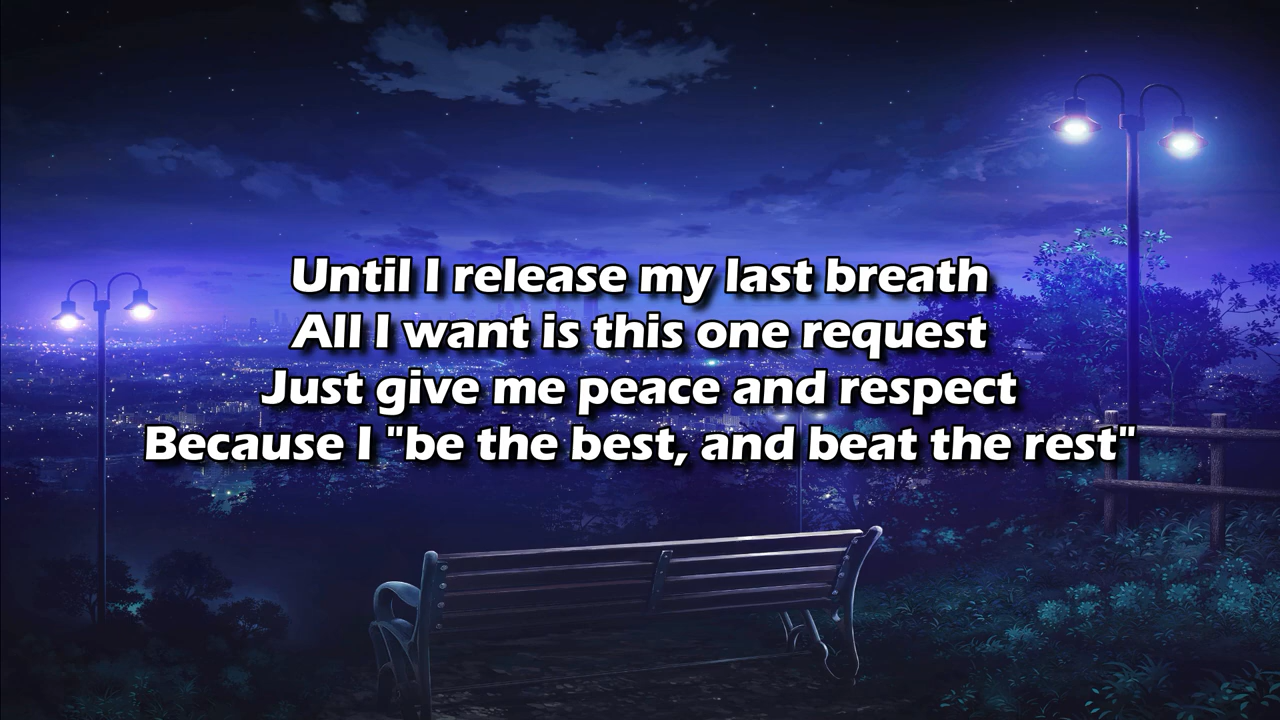 Until I release my last breath
All I want is this one request
Just give me peace and respect
Because I "be the best, and beat the rest"